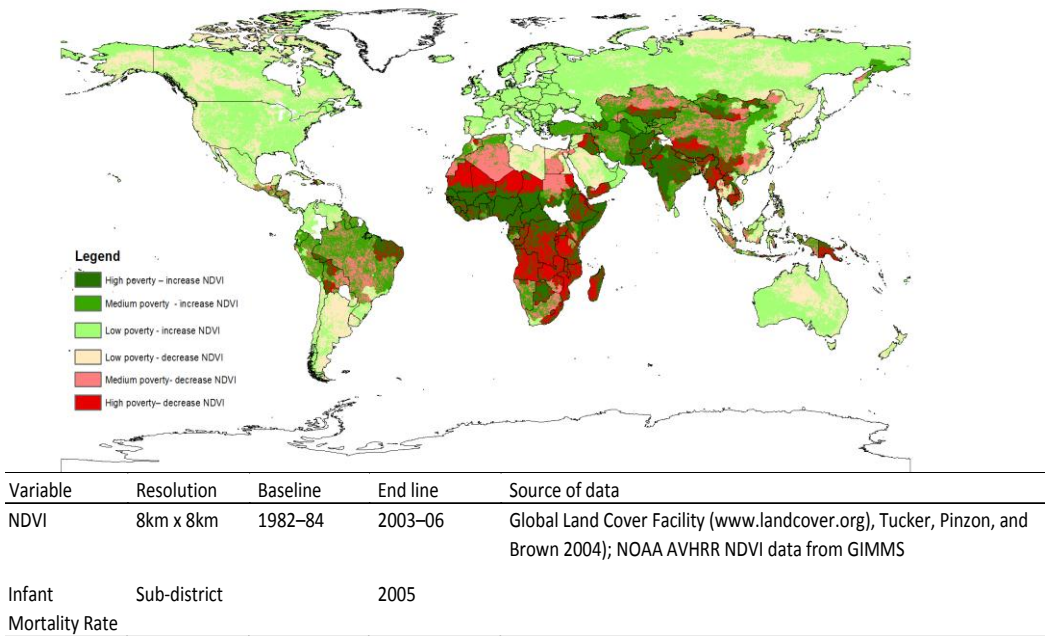 Legend
High peverty – increase NDVI
Medium poverty - increase NDVI
Low poverty - increase NDVI
Low poverty - decrease NDVI
Medium poverty- decrease NDVI
High poverty– decrease NDVI
Variable Resolution Baseline End line Source of data
NDVI 8km x 8km 1982–84 2003–06 Global Land Cover Facility (www.landcover.org), Tucker, Pinzon, and
Brown 2004); NOAA AVHRR NDVI data from GIMMS
Infant Sub-district 2005
Mortality Rate